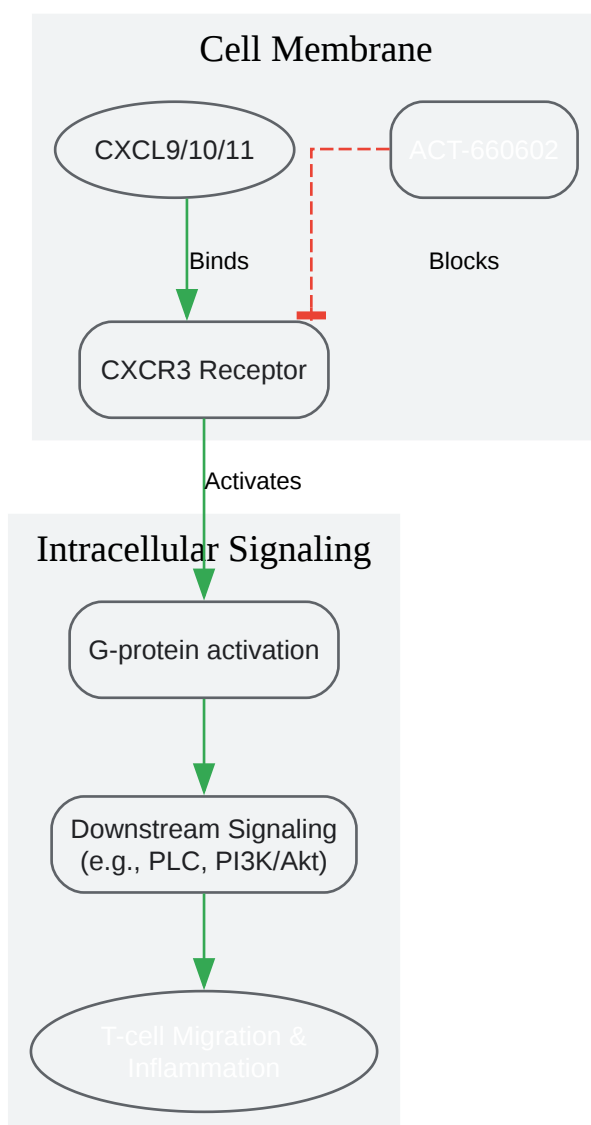 Cell Membrane
CXCL9/10/11
ACT-660602
Binds
Blocks
CXCR3 Receptor
Activates
Intracellular Signaling
G-protein activation
Downstream Signaling
(e.g., PLC, PI3K/Akt)
T-cell Migration &
Inflammation